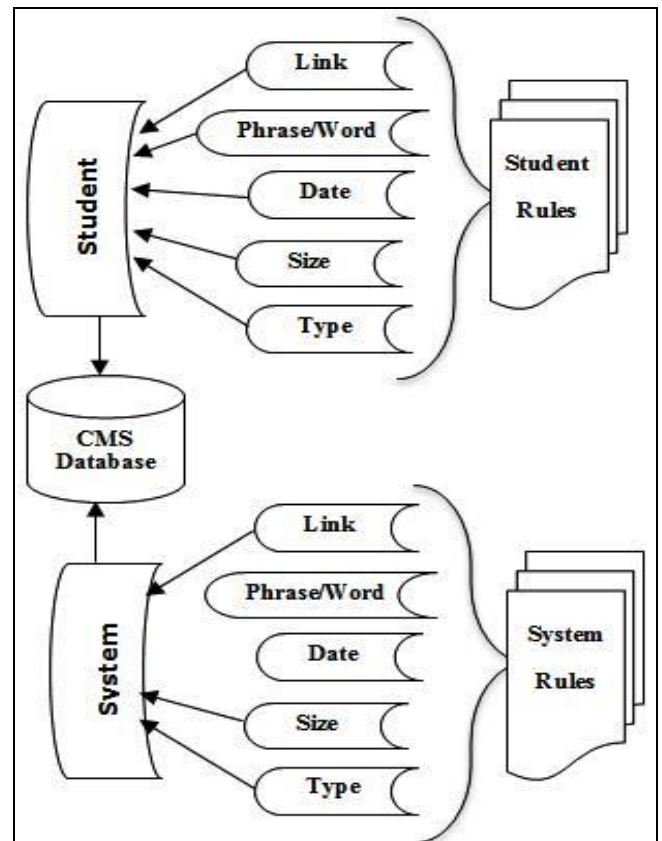 Link
Phrase/Word
Date
Size
Type
Student
Student
Rules
CMS
Database
Link
Phrase/Word
Date
Size
Type
System
System
Rules